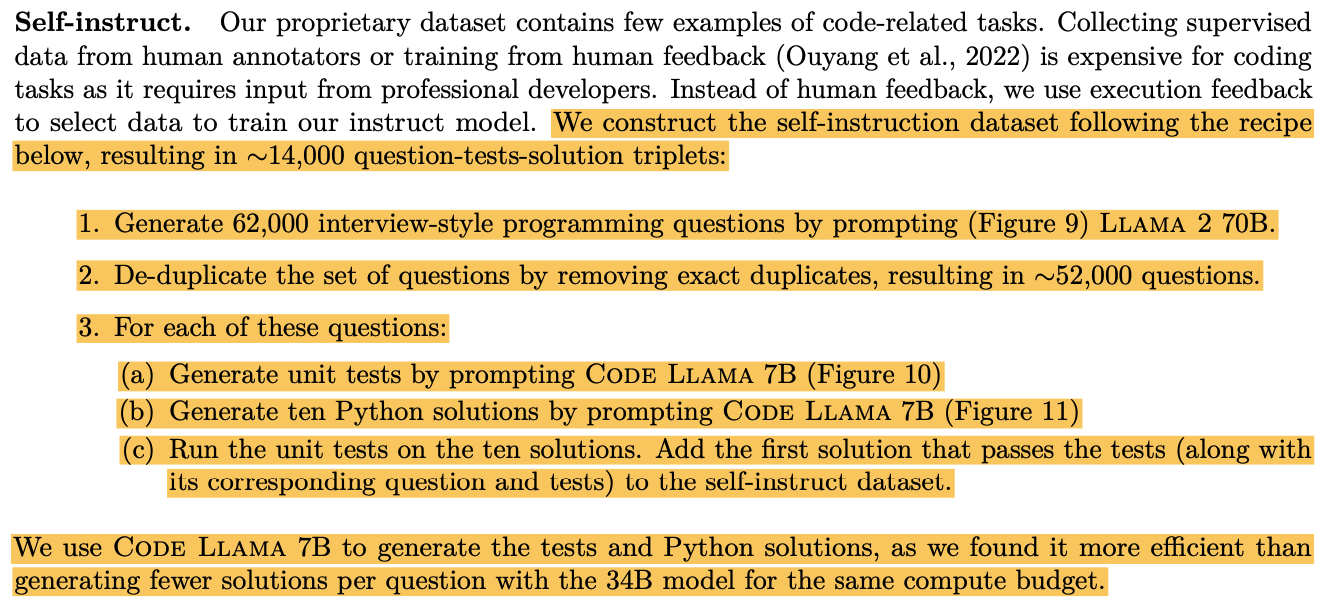 Self-instruct. Our proprietary dataset contains few examples of code-related tasks. Collecting supervised
data from human annotators or training from human feedback (Ouyang et al., 2022) is expensive for coding
tasks as it requires input from professional developers. Instead of human feedback, we use execution feedback
to select data to train our instruct model. We construct the self-instruction dataset following the recipe
below, resulting in ∼14,000 question-tests-solution triplets:
1. Generate 62,000 interview-style programming questions by prompting (Figure 9) LLAMA 2 70B.
2. De-duplicate the set of questions by removing exact duplicates, resulting in ∼52,000 questions.
3. For each of these questions:
(a) Generate unit tests by prompting CODE LLAMA 7B (Figure 10)
(b) Generate ten Python solutions by prompting CODE LLAMA 7B (Figure 11)
(c) Run the unit tests on the ten solutions. Add the first solution that passes the tests (along with
its corresponding question and tests) to the self-instruct dataset.
We use CODE LLAMA 7B to generate the tests and Python solutions, as we found it more efficient than
generating fewer solutions per question with the 34B model for the same compute budget.